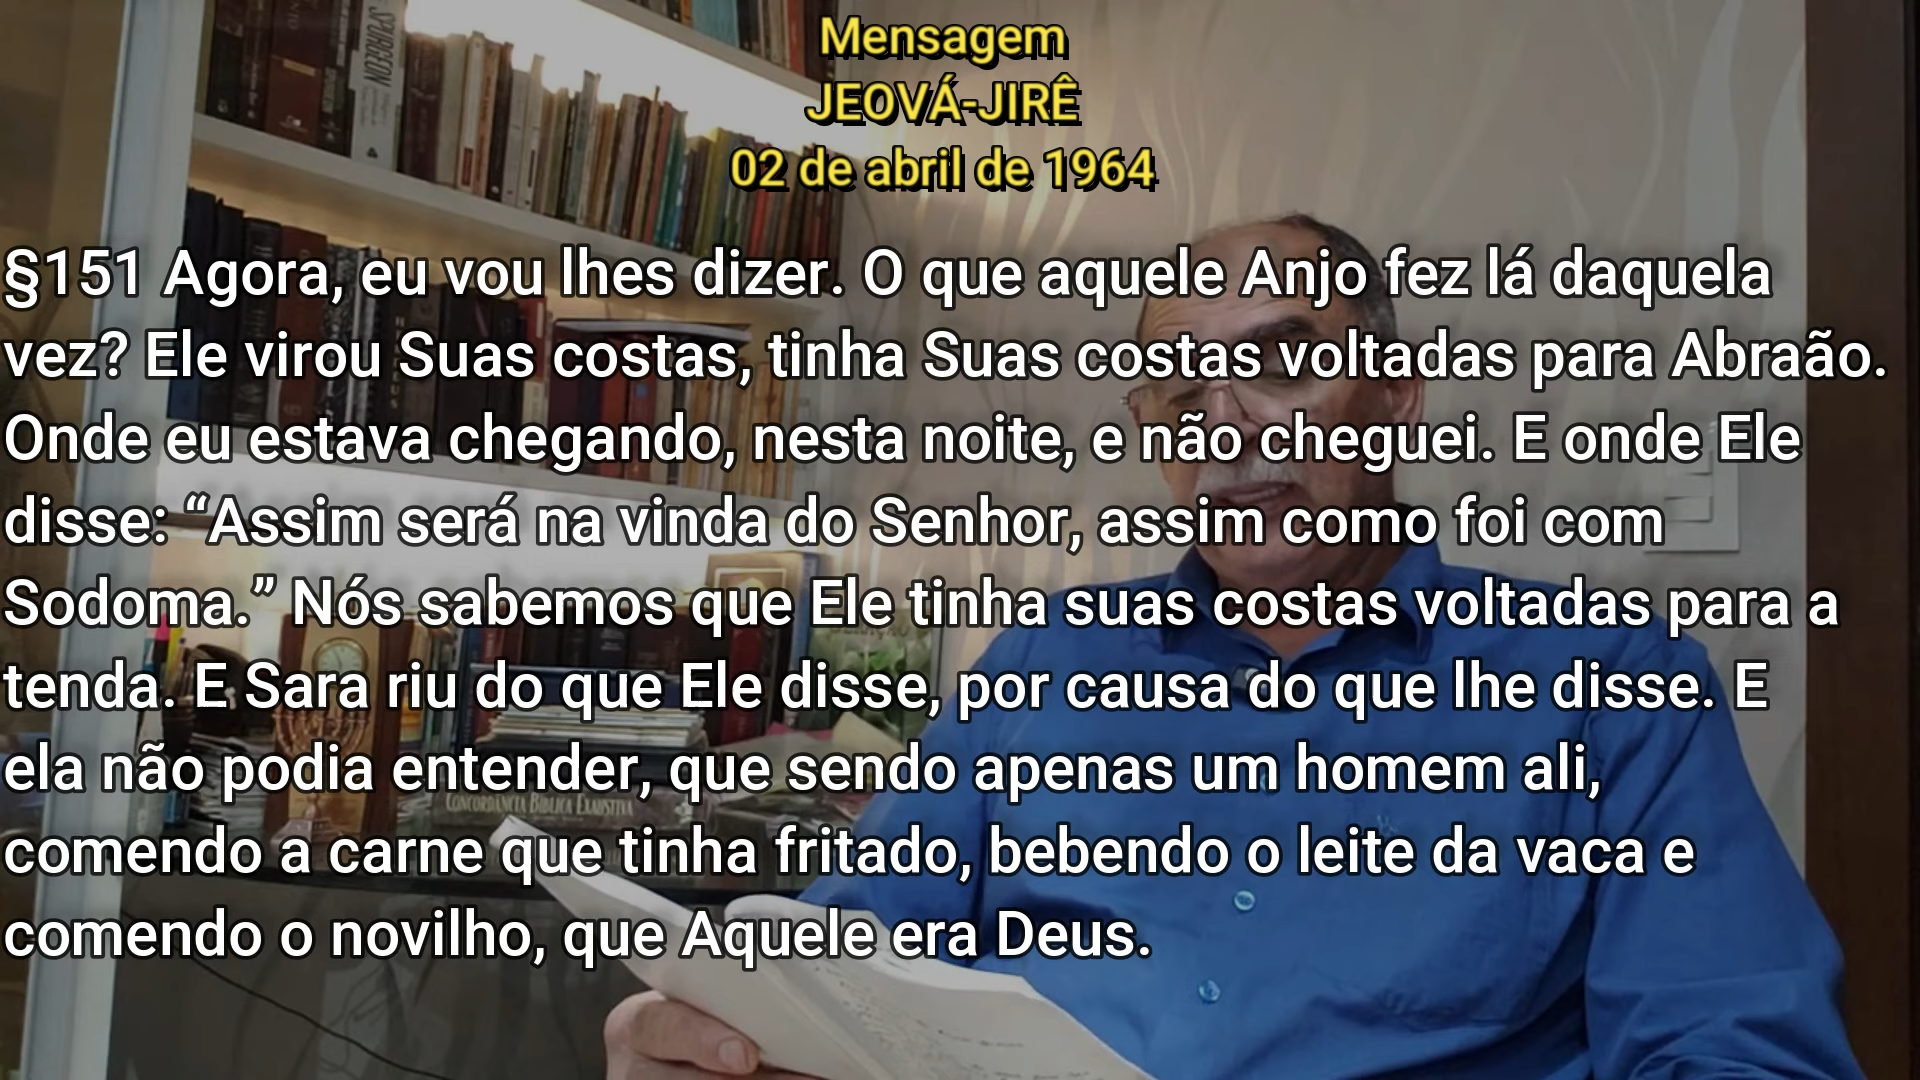 Mensagem
JEOVÁ-JIRÊ
02 de abril de 1964
SPURGEON
§151 Agora, eu vou lhes dizer. O que aquele Anjo fez lá daquela
vez? Ele virou Suas costas, tinha Suas costas voltadas para Abraão.
Onde eu estava chegando, nesta noite, e não cheguei. E onde Ele
disse: “Assim será na vinda do Senhor, assim como foi com
Sodoma.” Nós sabemos que Ele tinha suas costas voltadas para a
tenda. E Sara riu do que Ele disse, por causa do que lhe disse. E
ela não podia entender, que sendo apenas um homem ali,
CONCORDÂNCIA BÍBLICA EXAUSTIVA
comendo a carne que tinha fritado, bebendo o leite da vaca e
comendo o novilho, que Aquele era Deus.